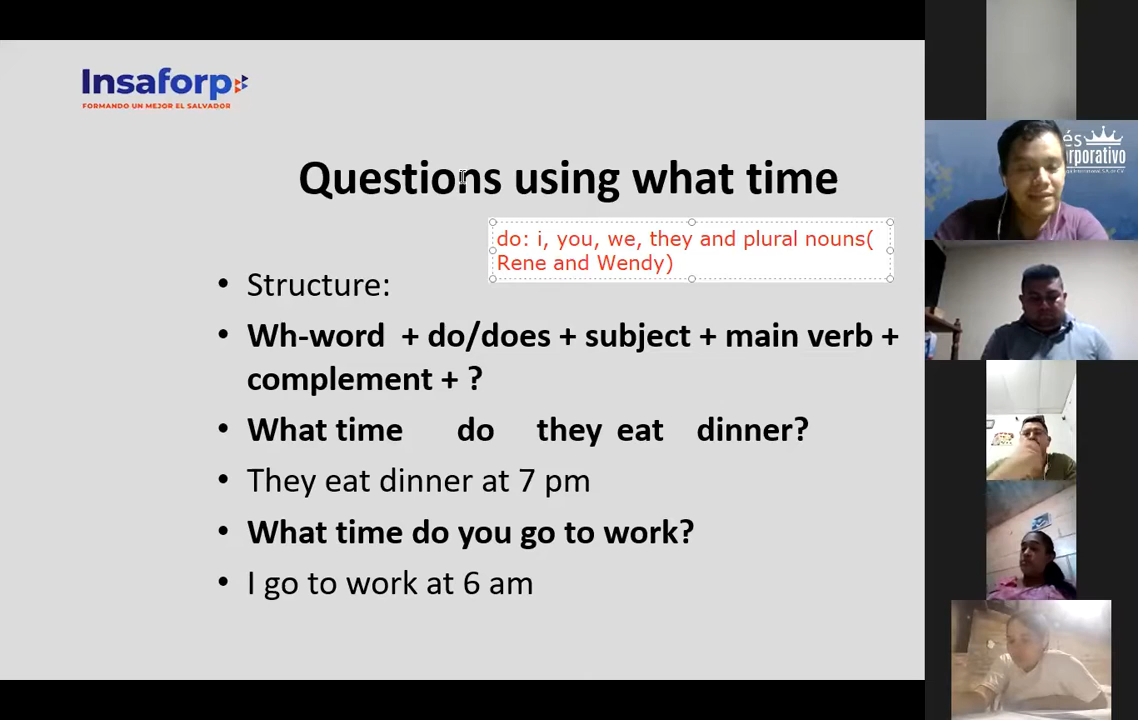 Insaforp
FORMANDO UN MEJOR EL SALVADOR
Questions using what time
do: i, you, we, they and plural nouns(
Rene and Wendy)
• Structure:
• Wh-word + do/does + subject + main verb +
complement + ?
• What time do they eat dinner?
• They eat dinner at 7 pm
• What time do you go to work?
• I go to work at 6 am
és
rporativo